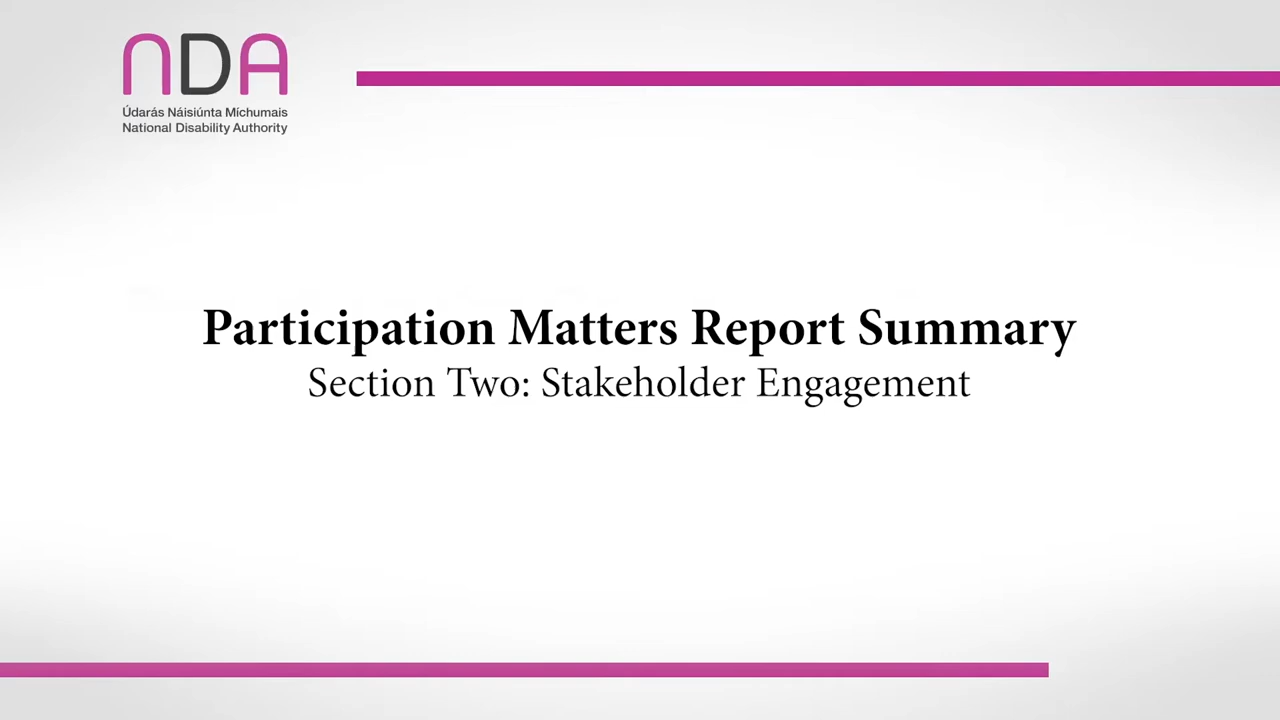 NDA
Údarás Náisiúnta Míchumais
National Disability Authority
Participation Matters Report Summary
Section Two: Stakeholder Engagement